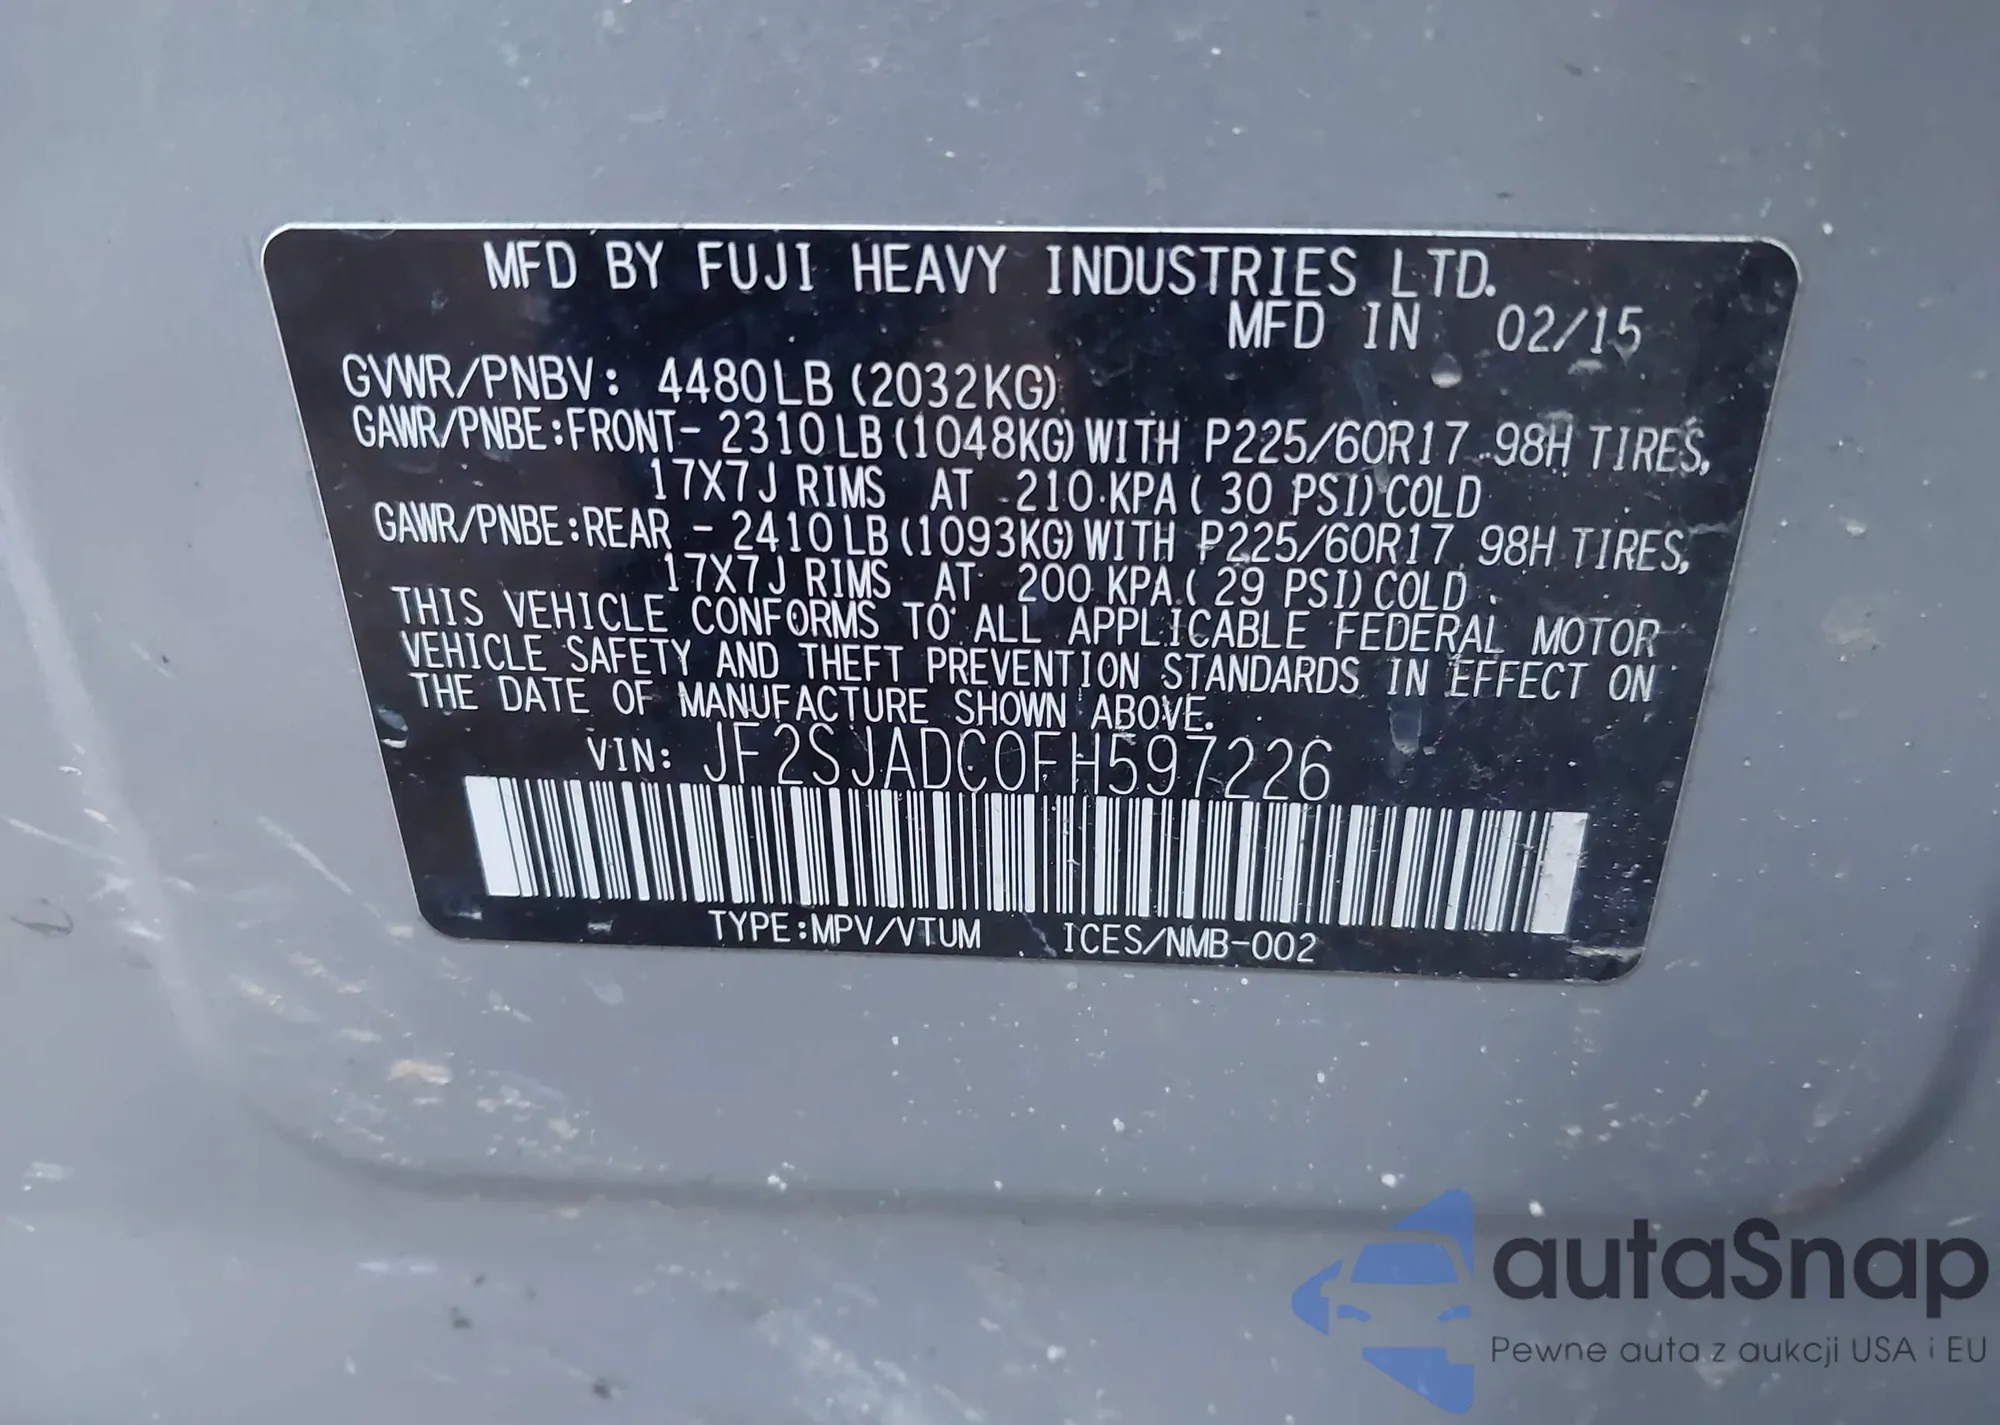 MFD BY FUJI HEAVY INDUSTRIES LTD.
MFD IN 02/15
GVWR/PNBV: 4480LB (2032KG)
GAWR/PNBE:FRONT- 2310LB(1048KG)WITH P225/60R17 98H TIRES,
17X7J RIMS AT 210 KPA( 30 PSI)COLD
GAWR/PNBE:REAR - 2410LB(1093KG)WITH P225/60R17 98H TIRES,
17X7J RIMS AT 200 KPA( 29 PSI)COLD.
THIS VEHICLE CONFORMS TO ALL APPLICABLE FEDERAL MOTOR
VEHICLE SAFETY AND THEFT PREVENTION STANDARDS IN EFFECT ON
THE DATE OF MANUFACTURE SHOWN ABOVE.
VIN: JF2SJADC0FH597226
TYPE:MPV/VTUM ICES/NMB-002
autaSnap
Pewne auta z aukcji USA i EU